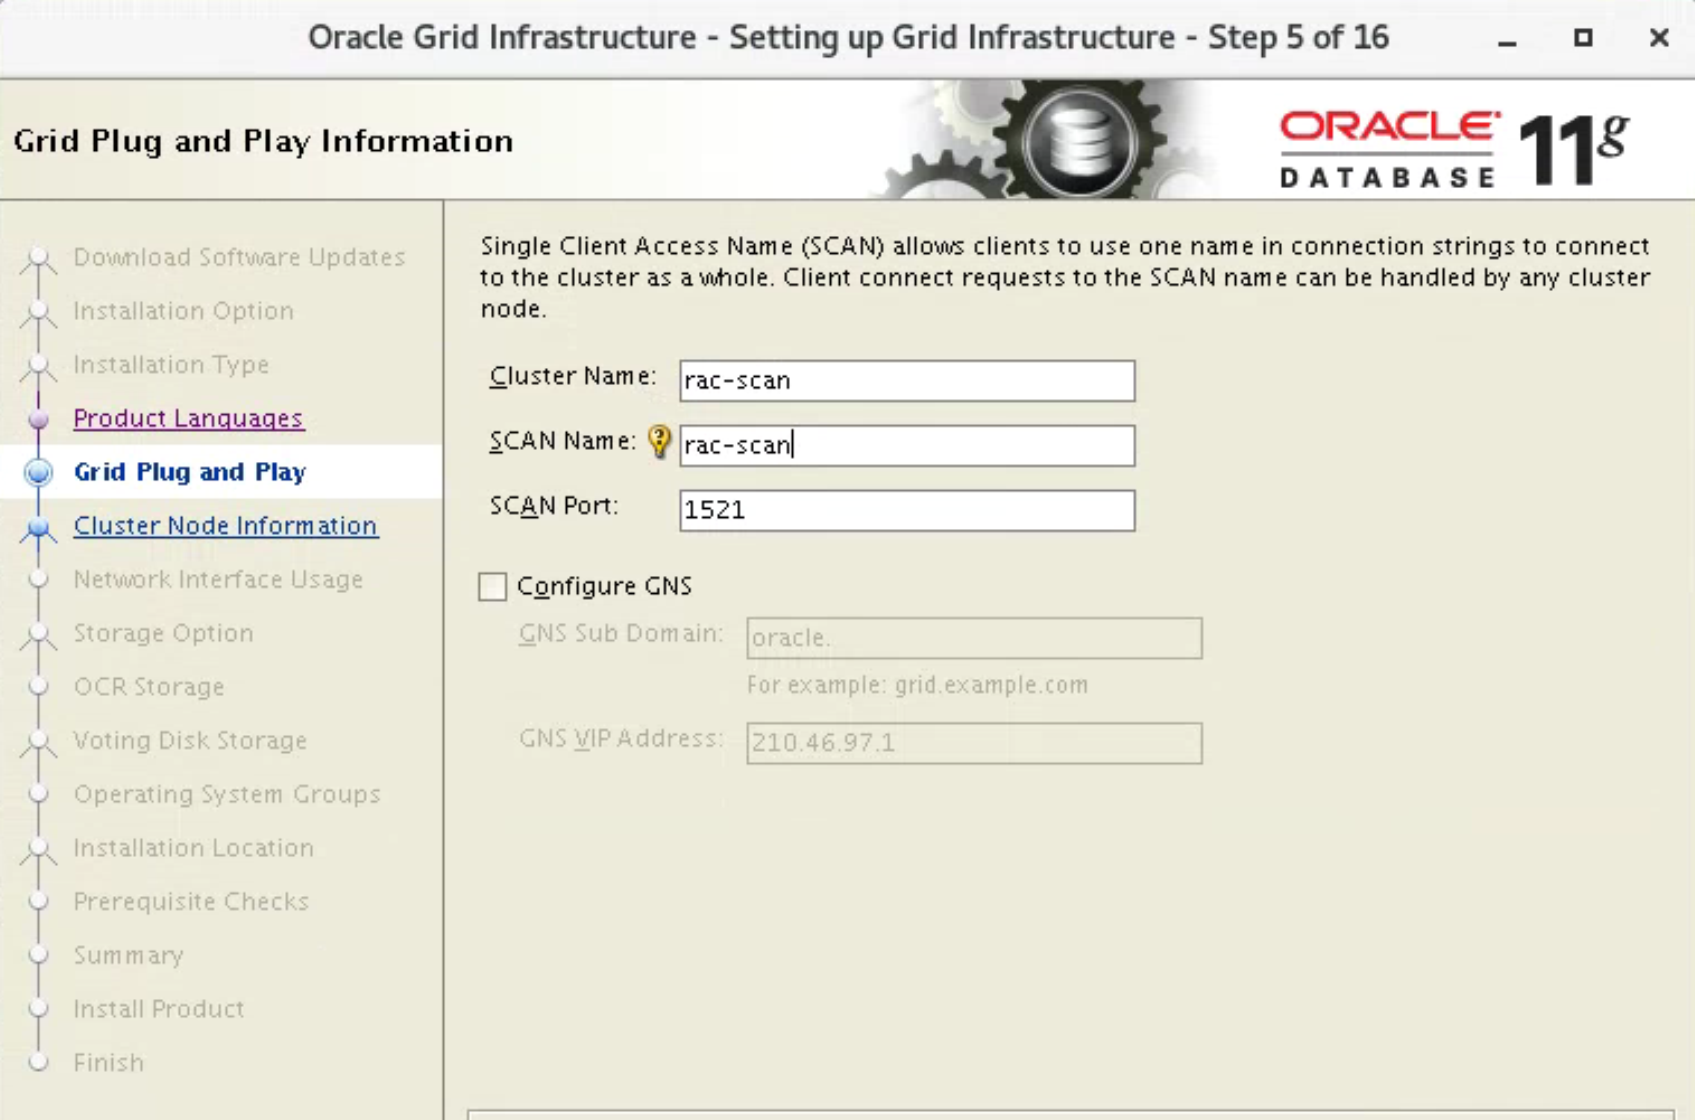 Oracle Grid Infrastructure - Setting up Grid Infrastructure - Step 5 of 16
Grid Plug and Play Information
ORACLE
DATABASE
11g
Download Software Updates
Installation Option
Installation Type
Product Languages
Grid Plug and Play
Cluster Node Information
Network Interface Usage
Storage Option
OCR Storage
Voting Disk Storage
Operating System Groups
Installation Location
Prerequisite Checks
Summary
Install Product
Finish
Single Client Access Name (SCAN) allows clients to use one name in connection strings to connect
to the cluster as a whole. Client connect requests to the SCAN name can be handled by any cluster
node.
Cluster Name: rac-scan
SCAN Name: rac-scan
SCAN Port: 1521
Configure GNS
GNS Sub Domain: oracle.
For example: grid.example.com
GNS VIP Address: 210.46.97.1